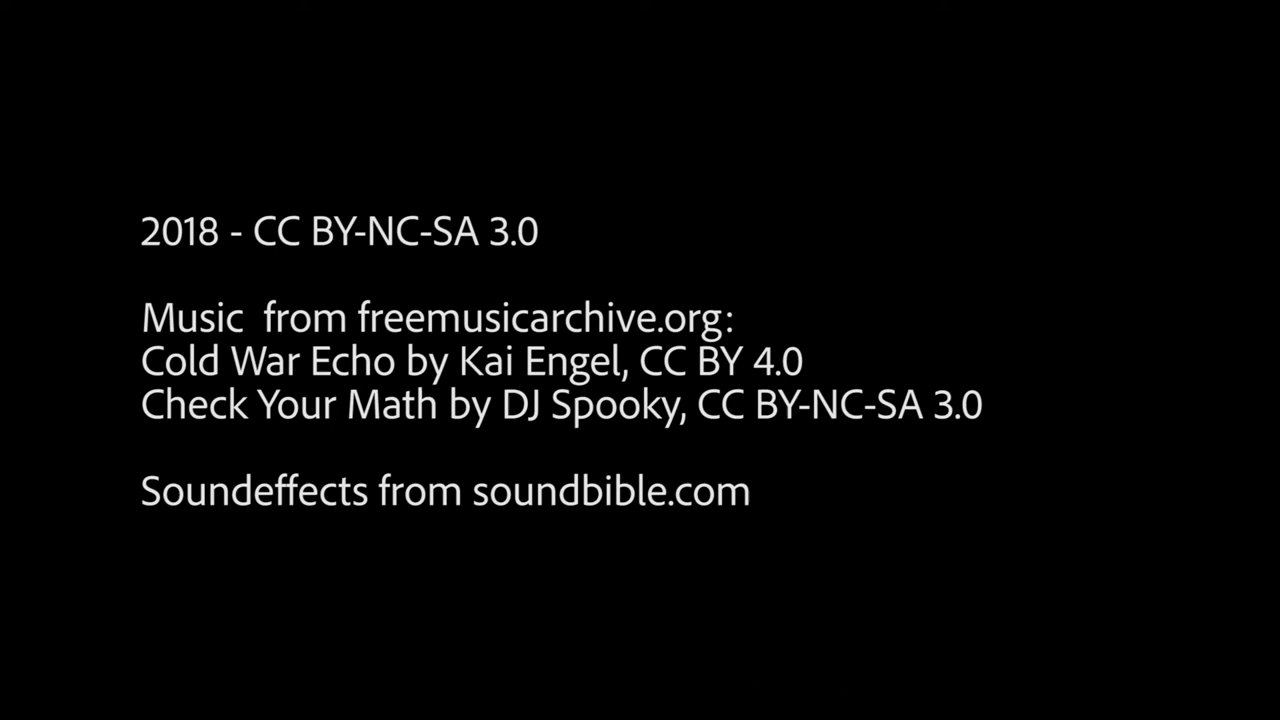 2018 - CC BY-NC-SA 3.0
Music  from freemusicarchive.org:
Cold War Echo by Kai Engel, CC BY 4.0
Check Your Math by DJ Spooky, CC BY-NC-SA 3.0
Soundeffects from soundbible.com